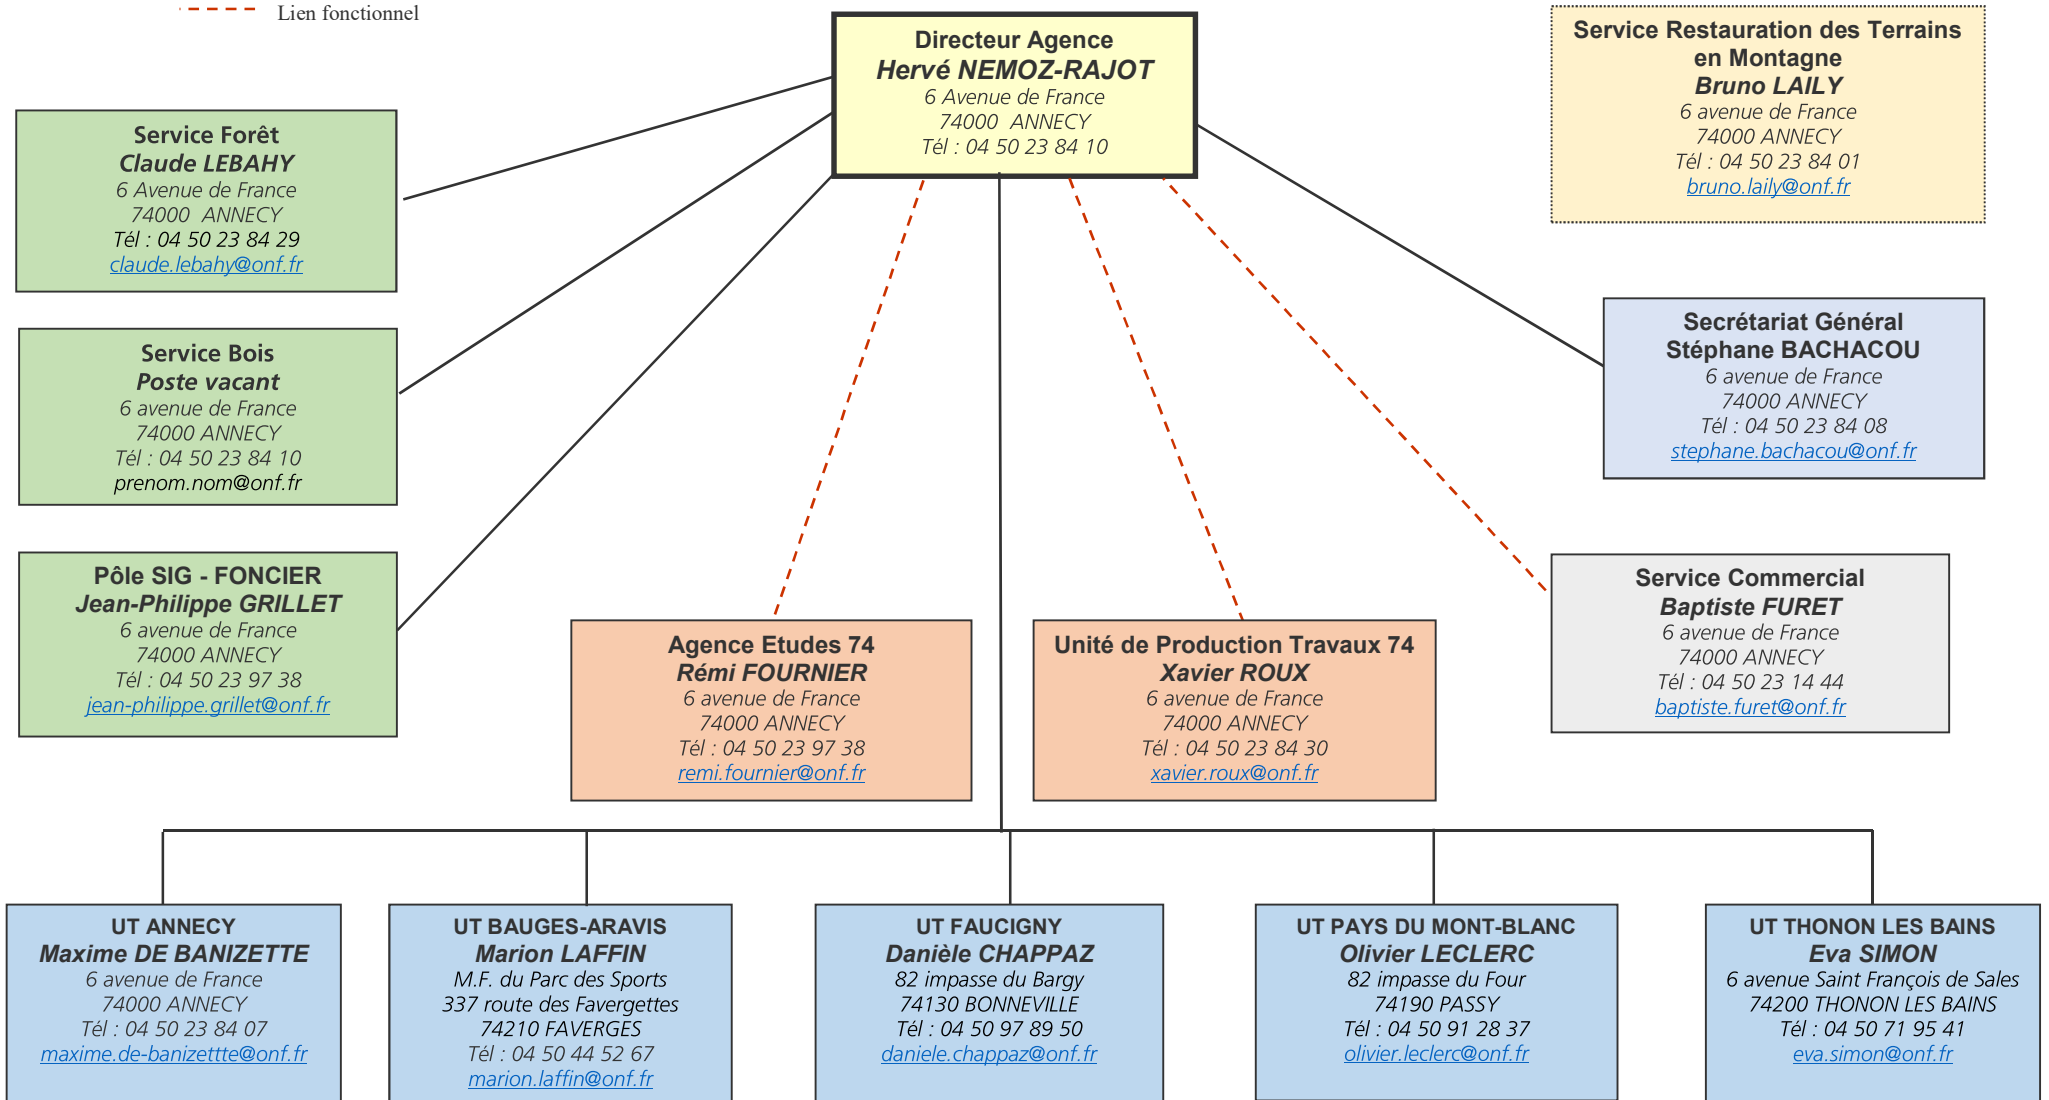 Lien fonctionnel
Directeur Agence
Hervé NEMOZ-RAJOT
6 Avenue de France
74000 ANNECY
Tél : 04 50 23 84 10
Service Restauration des Terrains
en Montagne
Bruno LAILY
6 avenue de France
74000 ANNECY
Tél : 04 50 23 84 01
bruno.laily@onf.fr
Service Forêt
Claude LEBAHY
6 Avenue de France
74000 ANNECY
Tél : 04 50 23 84 29
claude.lebahy@onf.fr
Secrétariat Général
Stéphane BACHACOU
6 avenue de France
74000 ANNECY
Tél : 04 50 23 84 08
stephane.bachacou@onf.fr
Service Bois
Poste vacant
6 avenue de France
74000 ANNECY
Tél : 04 50 23 84 10
prenom.nom@onf.fr
Pôle SIG - FONCIER
Jean-Philippe GRILLET
6 avenue de France
74000 ANNECY
Tél : 04 50 23 97 38
jean-philippe.grillet@onf.fr
Agence Etudes 74
Rémi FOURNIER
6 avenue de France
74000 ANNECY
Tél : 04 50 23 97 38
remi.fournier@onf.fr
Unité de Production Travaux 74
Xavier ROUX
6 avenue de France
74000 ANNECY
Tél : 04 50 23 84 30
xavier.roux@onf.fr
Service Commercial
Baptiste FURET
6 avenue de France
74000 ANNECY
Tél : 04 50 23 14 44
baptiste.furet@onf.fr
UT ANNECY
Maxime DE BANIZETTE
6 avenue de France
74000 ANNECY
Tél : 04 50 23 84 07
maxime.de-banizettte@onf.fr
UT BAUGES-ARAVIS
Marion LAFFIN
M.F. du Parc des Sports
337 route des Favergettes
74210 FAVERGES
Tél : 04 50 44 52 67
marion.laffin@onf.fr
UT FAUCIGNY
Danièle CHAPPAZ
82 impasse du Bargy
74130 BONNEVILLE
Tél : 04 50 97 89 50
daniele.chappaz@onf.fr
UT PAYS DU MONT-BLANC
Olivier LECLERC
82 impasse du Four
74190 PASSY
Tél : 04 50 91 28 37
olivier.leclerc@onf.fr
UT THONON LES BAINS
Eva SIMON
6 avenue Saint François de Sales
74200 THONON LES BAINS
Tél : 04 50 71 95 41
eva.simon@onf.fr